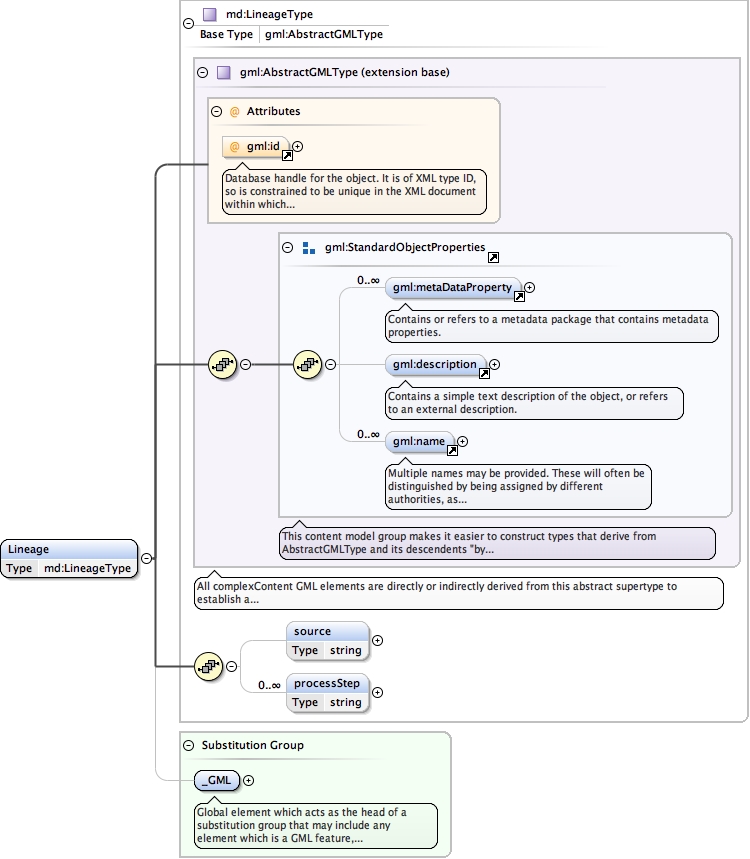 md:LineageType
Base Type gml:AbstractGMLType
gml:AbstractGMLType (extension base)
@ Attributes
@ gml:id
Database handle for the object. It is of XML type ID,
so is constrained to be unique in the XML document
within which...
gml:StandardObjectProperties
0..∞
gml:metaDataProperty
Contains or refers to a metadata package that contains metadata
properties.
gml:description
Contains a simple text description of the object, or refers
to an external description.
0..∞
gml:name
Multiple names may be provided. These will often be
distinguished by being assigned by different
authorities, as...
This content model group makes it easier to construct types that derive from
AbstractGMLType and its descendents "by...
Lineage
Type md:LineageType
All complexContent GML elements are directly or indirectly derived from this abstract supertype to
establish a...
source
Type string
0..∞
processStep
Type string
Substitution Group
_GML
Global element which acts as the head of a
substitution group that may include any
element which is a GML feature,...